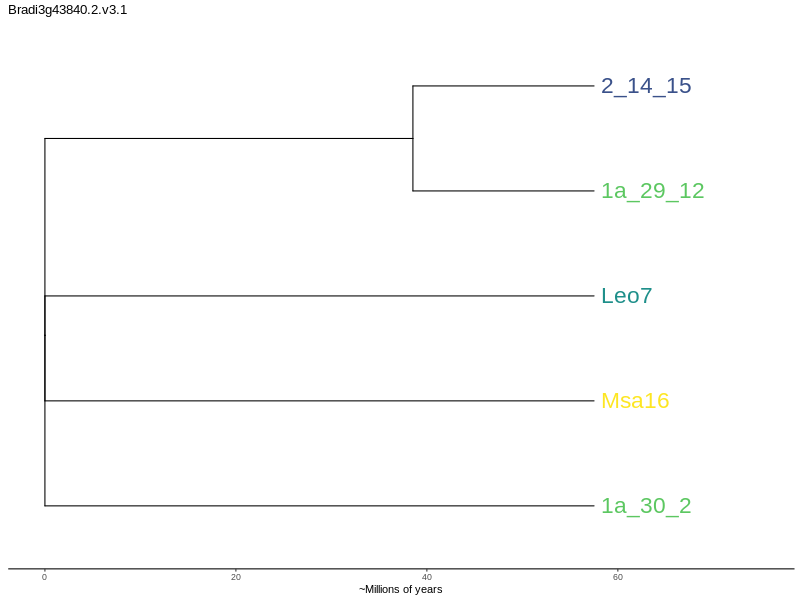 Bradi3g43840.2.v3.1
2_14_15
1a_29_12
Leo7
Msa16
1a_30_2
0 20 40 60
~Millions of years